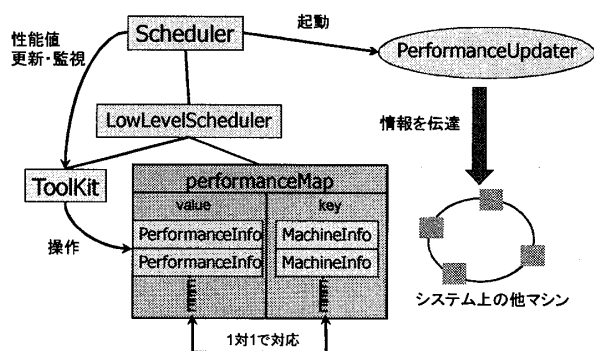 性能値
更新・監視
Scheduler
起動
PerformanceUpdater
LowLevelScheduler
情報を伝達
ToolKit
performanceMap
value
key
操作
PerformanceInfo
MachineInfo
PerformanceInfo
MachineInfo
システム上の他マシン
1対1で対応